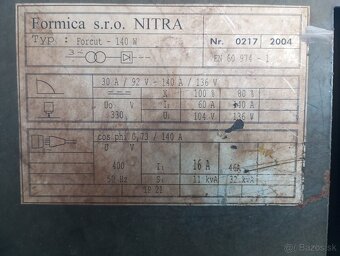 Formica s.r.o. NITRA
Typ: Forcut - 140 W
Nr. 0217 2004
EN 60 974 - 1
30 A / 92 V - 140 A / 136 V
X 100 % 80 %
Uo V I2 60 A 140 A
330 U2 104 V 136 V
cos phi 0,73 / 140 A
U V
400 I1 16 A 46A
50 Hz S1 11 kVA 32 kVA
IP 21
© Bazos.sk